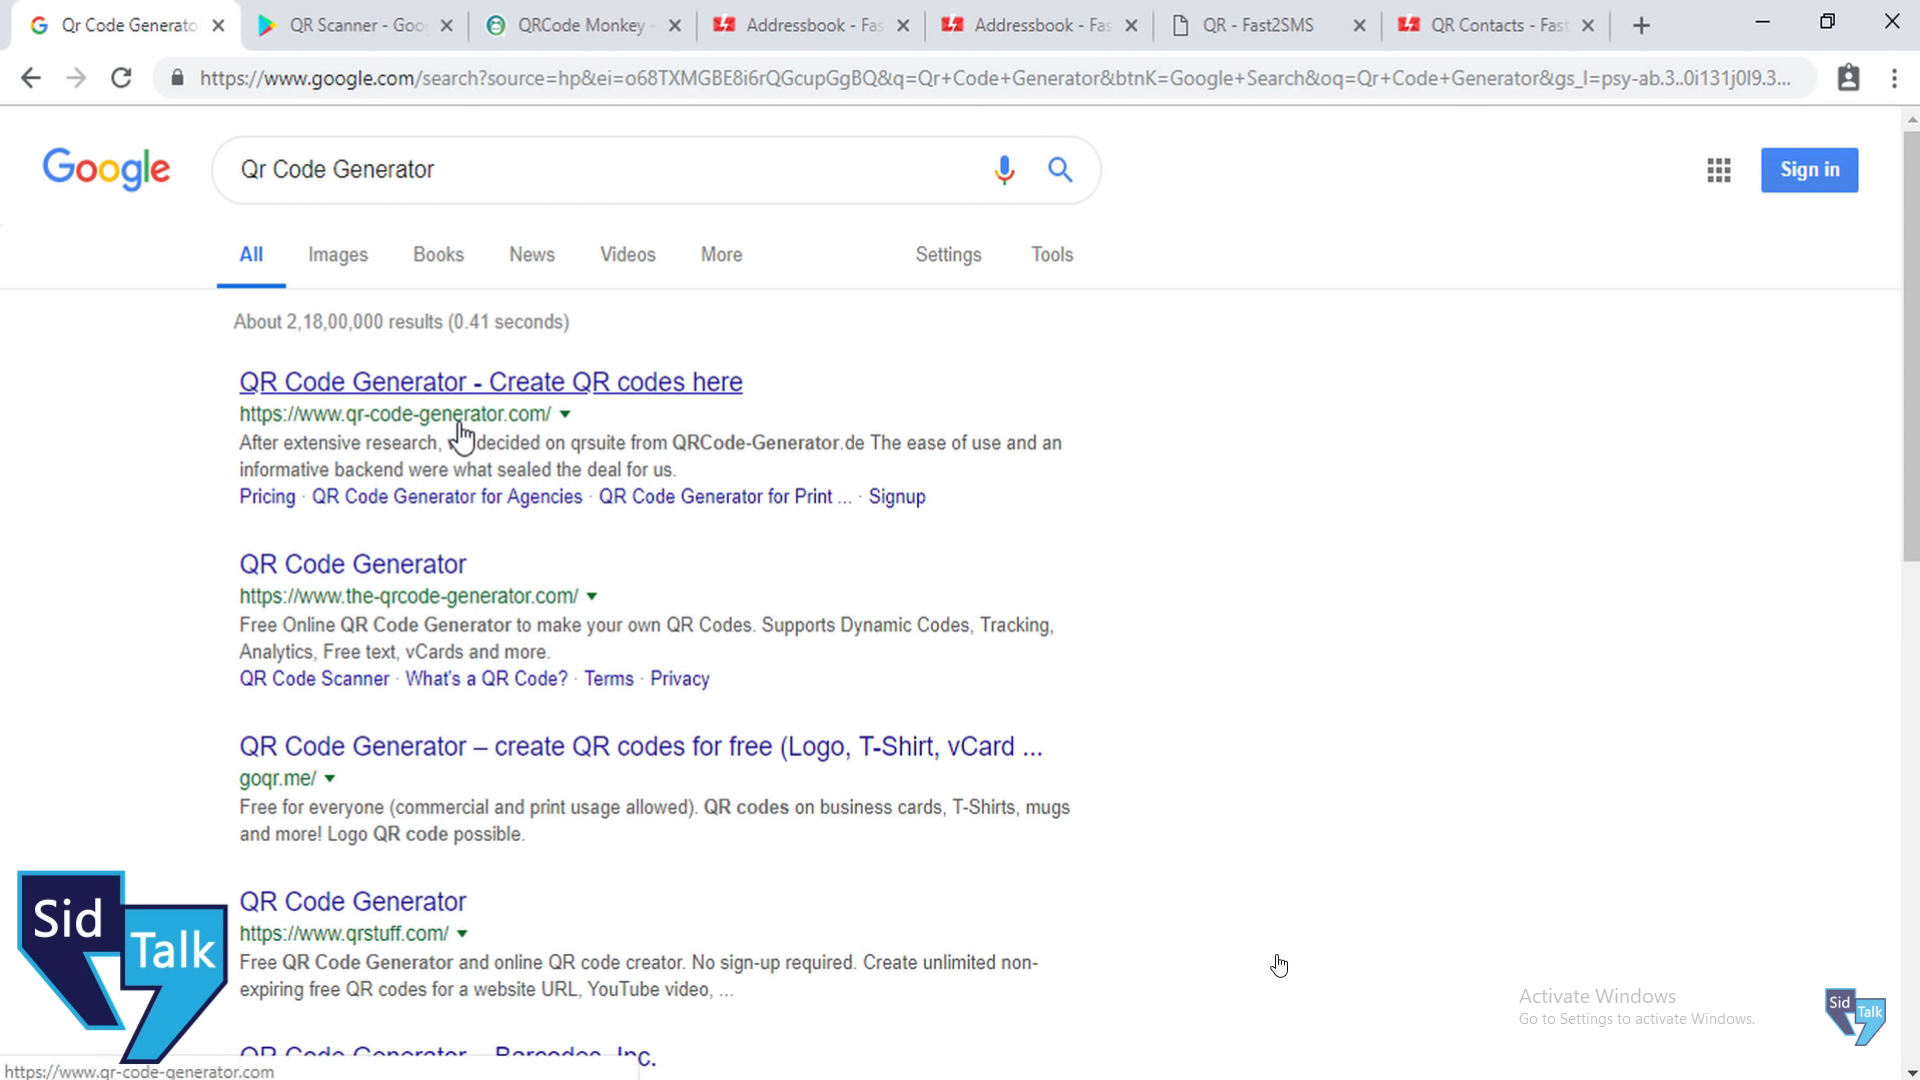 Qr Code Generato
QR Scanner - Goo
QRCode Monkey -
Addressbook - Fas
Addressbook - Fas
QR - Fast2SMS
QR Contacts - Fast
https://www.google.com/search?source=hp&ei=o68TXMGBE8i6rQGcupGgBQ&q=Qr+Code+Generator&btnK=Google+Search&oq=Qr+Code+Generator&gs_l=psy-ab.3..0i131j0l9.3...
Google
Qr Code Generator
Sign in
All Images Books News Videos More Settings Tools
About 2,18,00,000 results (0.41 seconds)
QR Code Generator - Create QR codes here
https://www.qr-code-generator.com/
After extensive research, decided on qrsuite from QRCode-Generator.de The ease of use and an
informative backend were what sealed the deal for us.
Pricing · QR Code Generator for Agencies · QR Code Generator for Print ... · Signup
QR Code Generator
https://www.the-qrcode-generator.com/
Free Online QR Code Generator to make your own QR Codes. Supports Dynamic Codes, Tracking,
Analytics, Free text, vCards and more.
QR Code Scanner · What's a QR Code? · Terms · Privacy
QR Code Generator – create QR codes for free (Logo, T-Shirt, vCard ...
goqr.me/
Free for everyone (commercial and print usage allowed). QR codes on business cards, T-Shirts, mugs
and more! Logo QR code possible.
QR Code Generator
https://www.qrstuff.com/
Free QR Code Generator and online QR code creator. No sign-up required. Create unlimited non-
expiring free QR codes for a website URL, YouTube video, ...
QR Code Generator - Barcodes, Inc.
https://www.qr-code-generator.com
Sid
Talk
Activate Windows
Go to Settings to activate Windows.
Sid
Talk